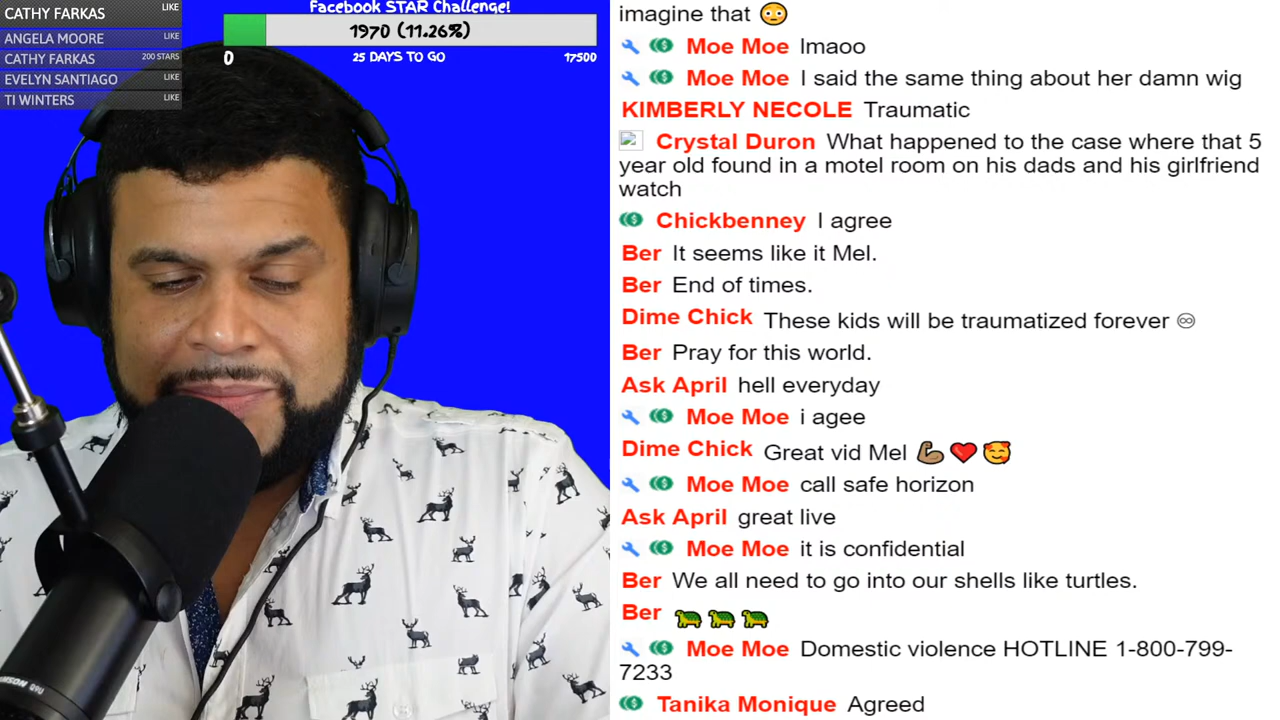 CATHY FARKAS LIKE
ANGELA MOORE LIKE
CATHY FARKAS 200 STARS
EVELYN SANTIAGO LIKE
TI WINTERS LIKE
Facebook STAR Challenge!
1970 (11.26%)
0 25 DAYS TO GO 17500
imagine that 😳
Moe Moe lmaoo
Moe Moe I said the same thing about her damn wig
KIMBERLY NECOLE Traumatic
Crystal Duron What happened to the case where that 5
year old found in a motel room on his dads and his girlfriend
watch
Chickbenney I agree
Ber It seems like it Mel.
Ber End of times.
Dime Chick These kids will be traumatized forever ♾
Ber Pray for this world.
Ask April hell everyday
Moe Moe i agee
Dime Chick Great vid Mel 💪🏽❤️🥰
Moe Moe call safe horizon
Ask April great live
Moe Moe it is confidential
Ber We all need to go into our shells like turtles.
Ber 🐢🐢🐢
Moe Moe Domestic violence HOTLINE 1-800-799-
7233
Tanika Monique Agreed
SAMSON Q9U